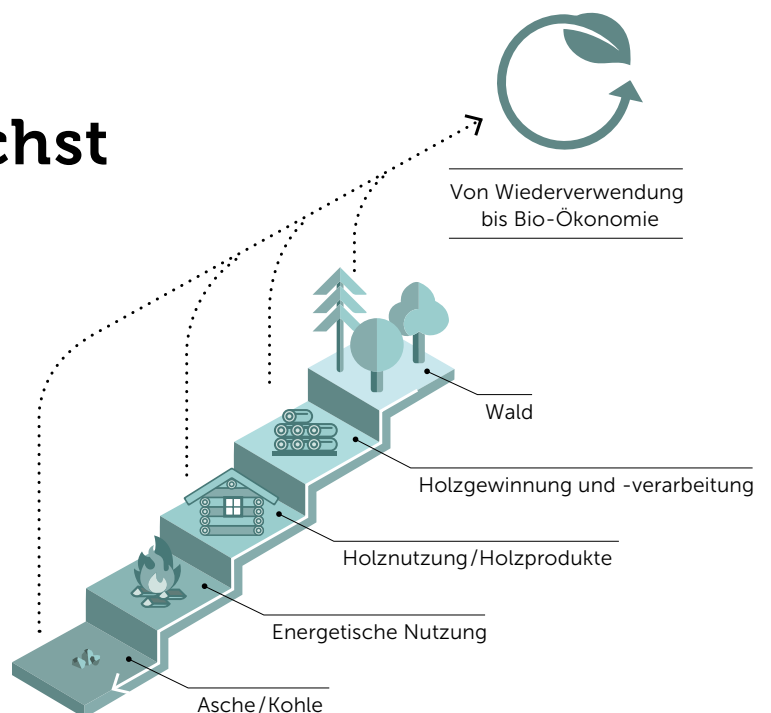 chst
Von Wiederverwendung
bis Bio-Ökonomie
Wald
Holzgewinnung und -verarbeitung
Holznutzung/Holzprodukte
Energetische Nutzung
Asche/Kohle